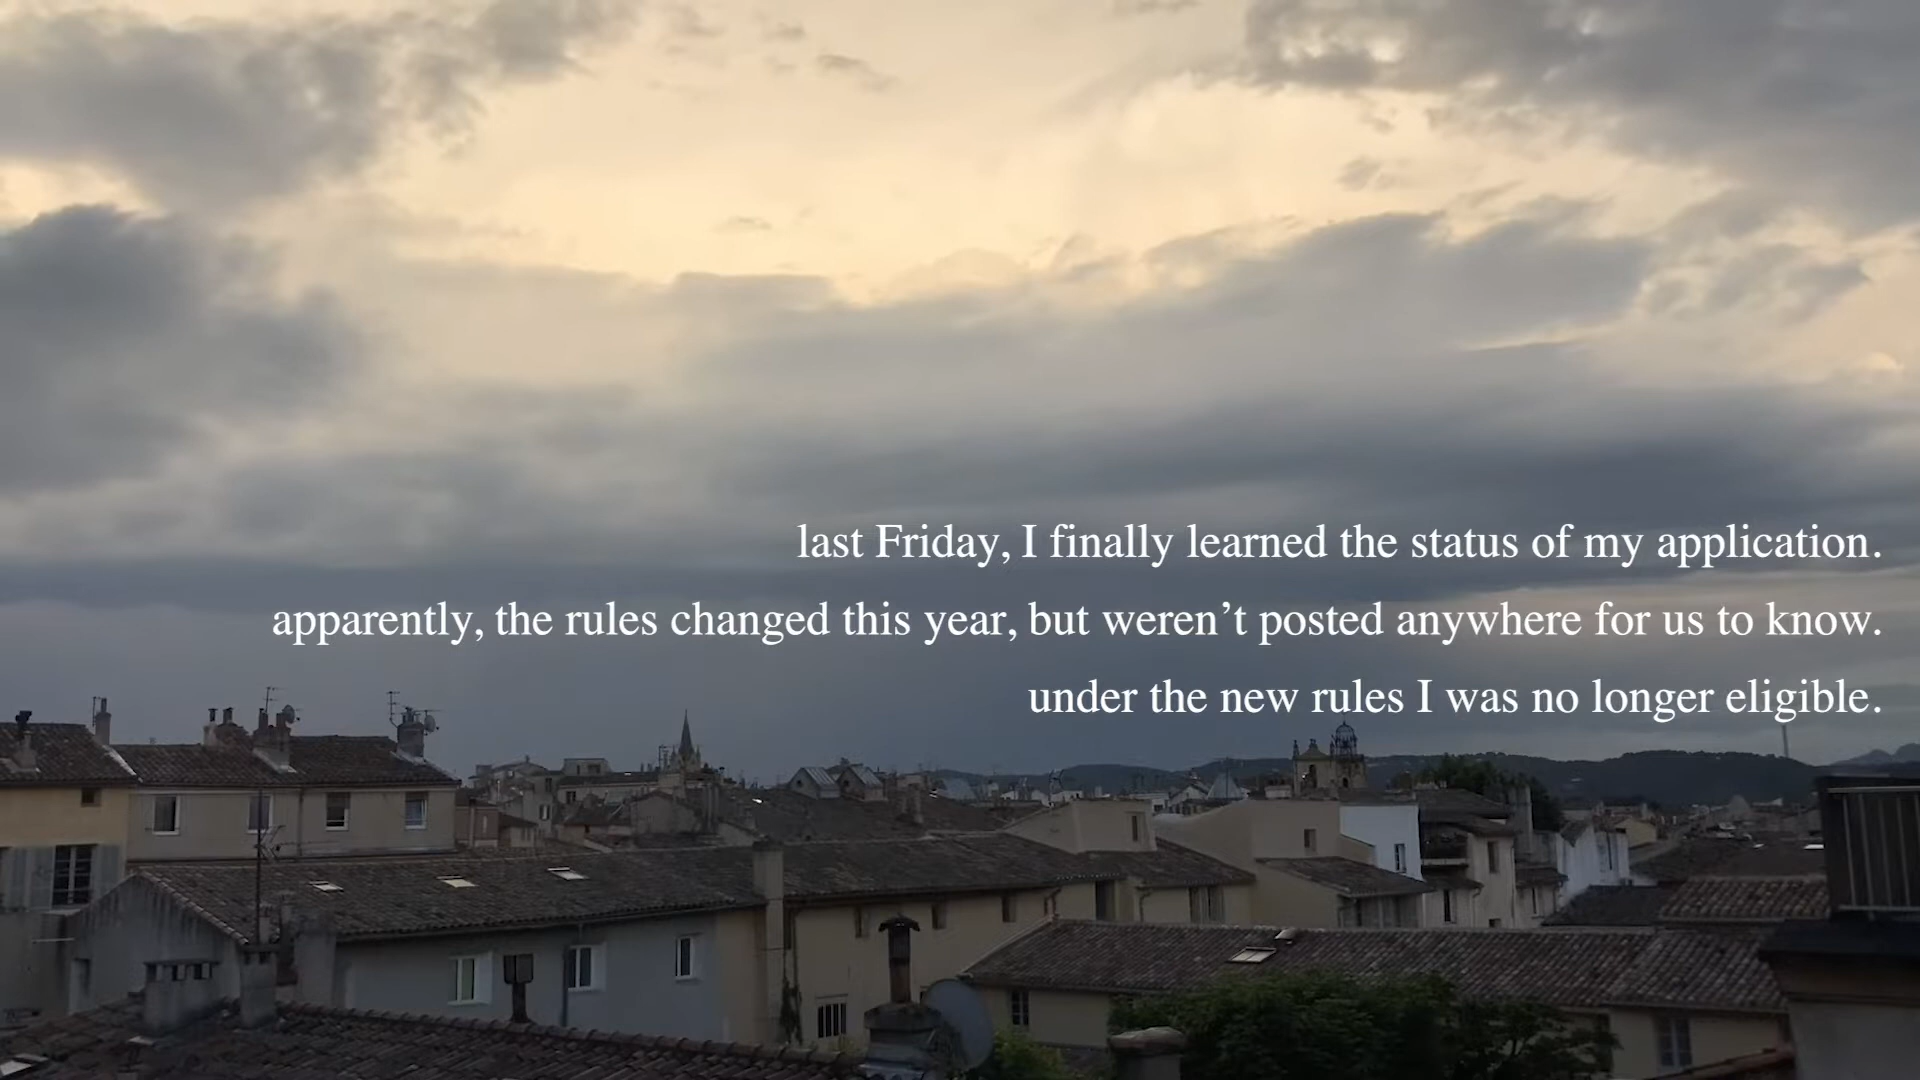 last Friday, I finally learned the status of my application.
apparently, the rules changed this year, but weren’t posted anywhere for us to know.
under the new rules I was no longer eligible.